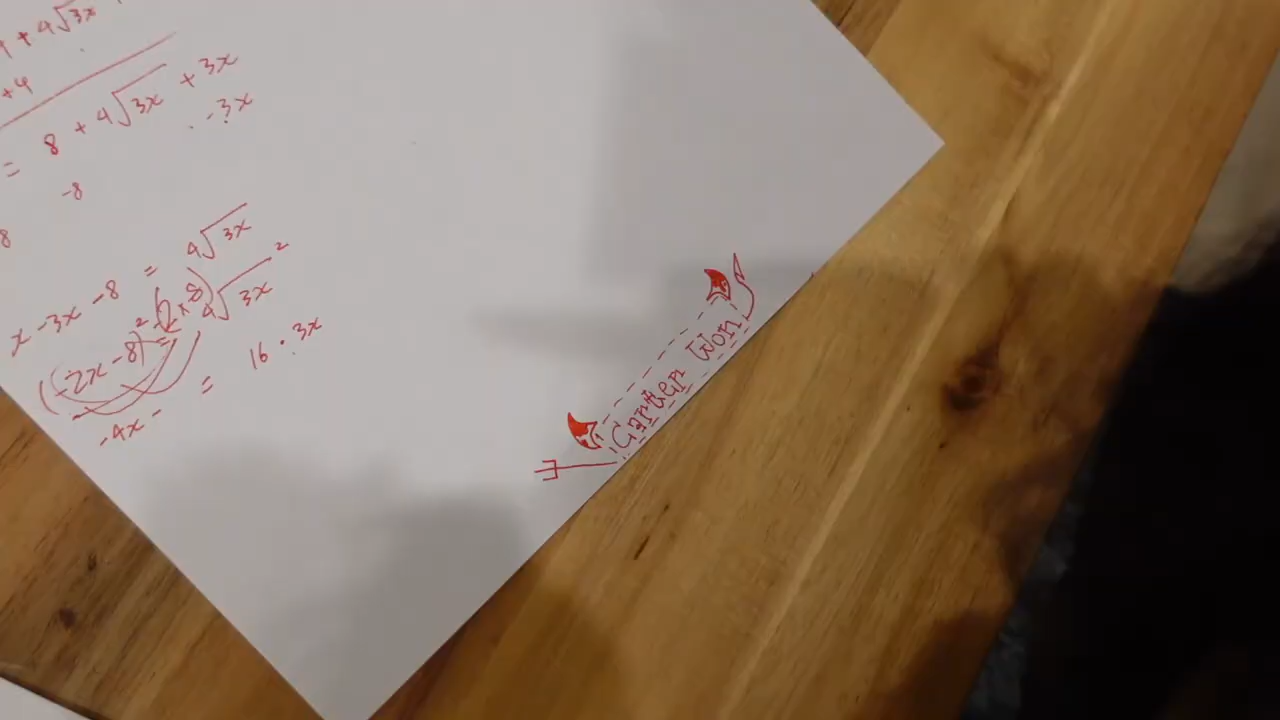 + 4√3x
+4
= 8 + 4√3x + 3x
-8 -3x
8
x -3x -8 = 4√3x
(-2x -8)² = 4√3x ²
-4x - = 16 · 3x
Carter Won